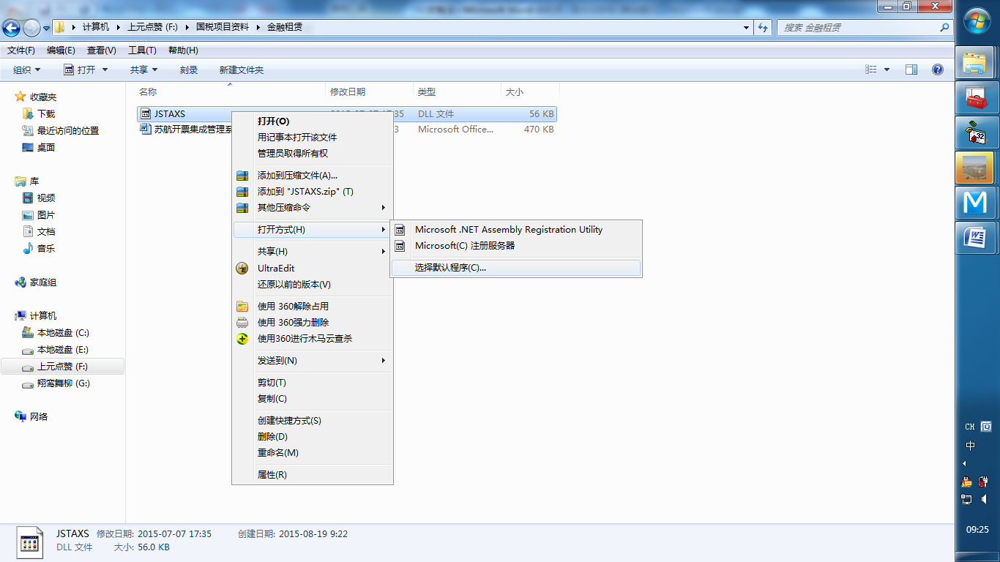 计算机 上元点赞 (F:) 国税项目资料 金融租赁
搜索 金融租赁
文件(F) 编辑(E) 查看(V) 工具(T) 帮助(H)
组织 打开 共享 刻录 新建文件夹
名称 修改日期 类型 大小
JSTAXS DLL 文件 56 KB
苏航开票集成管理系 Microsoft Office... 470 KB
收藏夹
下载
最近访问的位置
桌面
库
视频
图片
文档
音乐
家庭组
计算机
本地磁盘 (C:)
本地磁盘 (E:)
上元点赞 (F:)
翔鸾舞柳 (G:)
网络
打开(O)
用记事本打开该文件
管理员取得所有权
添加到压缩文件(A)...
添加到 "JSTAXS.zip" (T)
其他压缩命令
打开方式(H)
共享(H)
UltraEdit
还原以前的版本(V)
使用 360解除占用
使用 360强力删除
使用360进行木马云查杀
发送到(N)
剪切(T)
复制(C)
创建快捷方式(S)
删除(D)
重命名(M)
属性(R)
Microsoft .NET Assembly Registration Utility
Microsoft(C) 注册服务器
选择默认程序(C)...
JSTAXS 修改日期: 2015-07-07 17:35 创建日期: 2015-08-19 9:22
DLL 文件 大小: 56.0 KB
32
CH
中
09:25